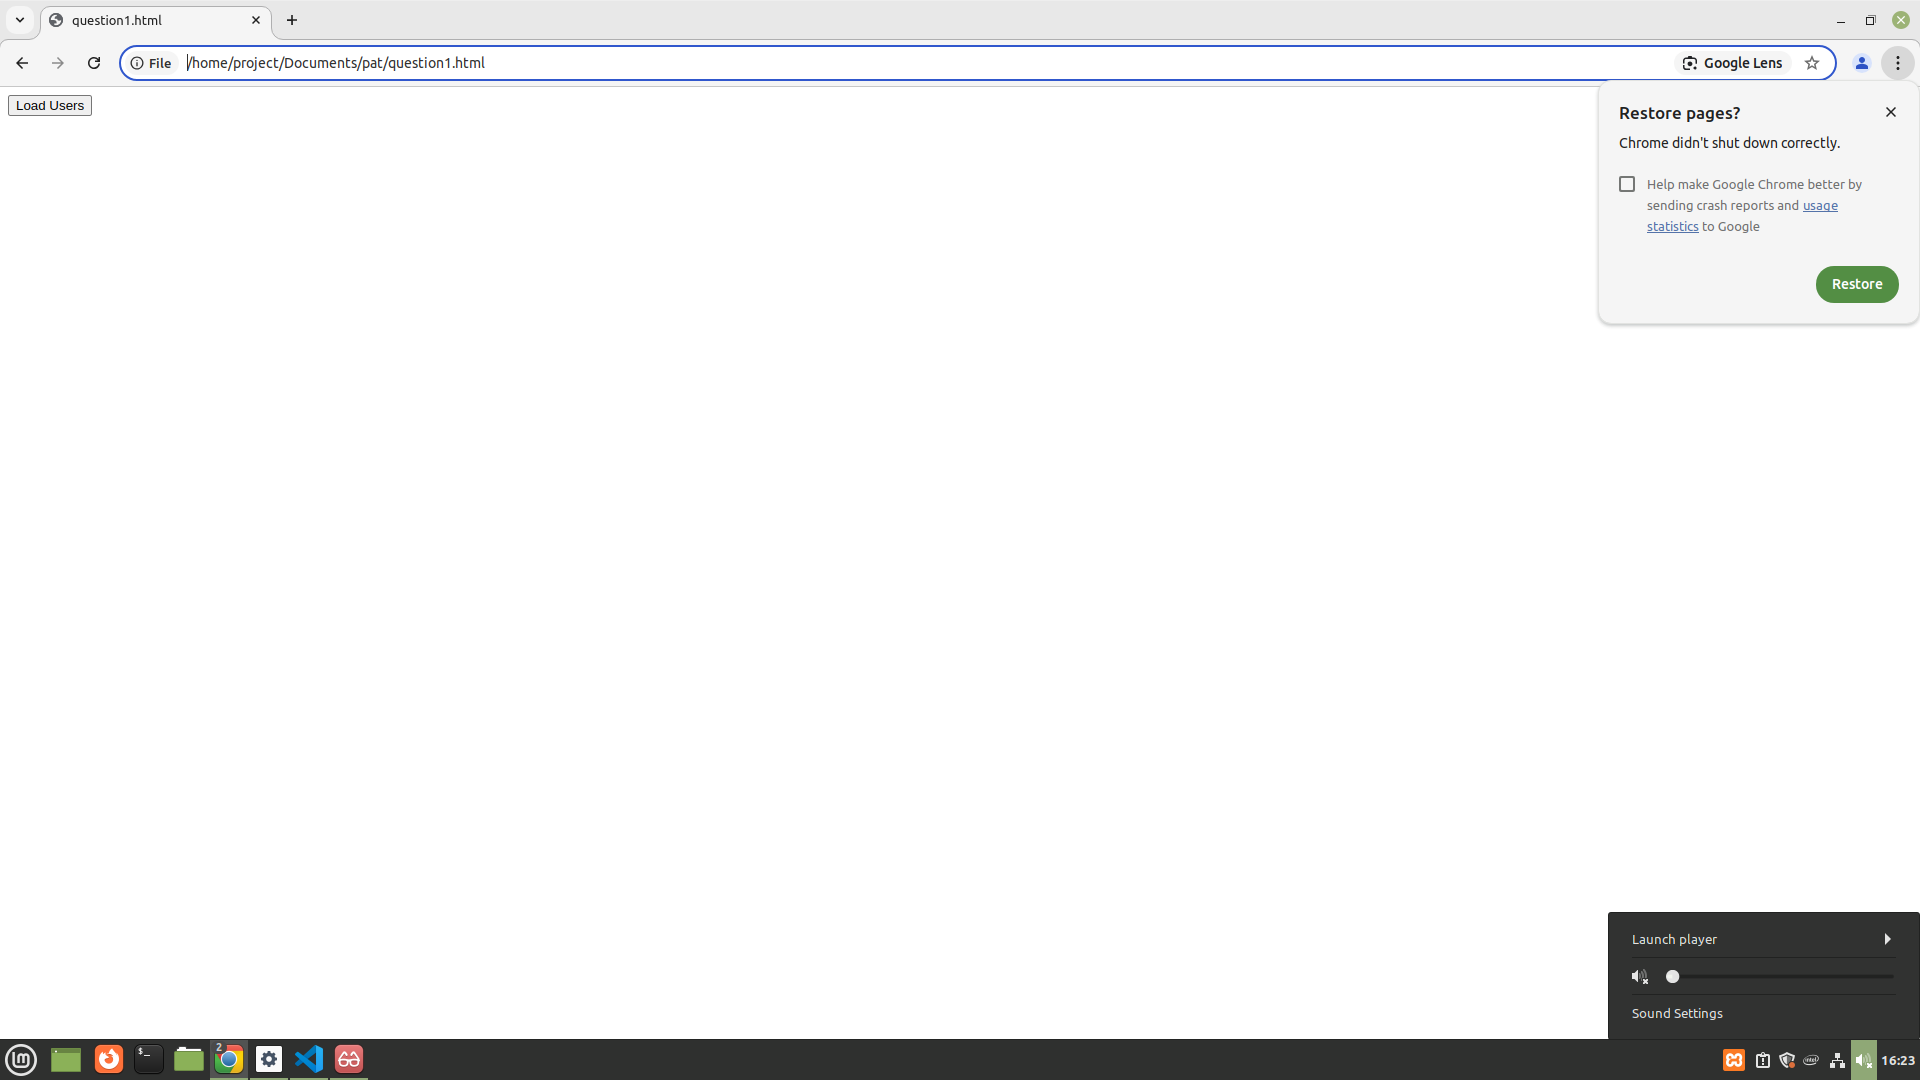 question1.html
File
/home/project/Documents/pat/question1.html
Google Lens
Load Users
Restore pages?
Chrome didn't shut down correctly.
Help make Google Chrome better by
sending crash reports and usage
statistics to Google
Restore
Launch player
Sound Settings
$_
2
16:23